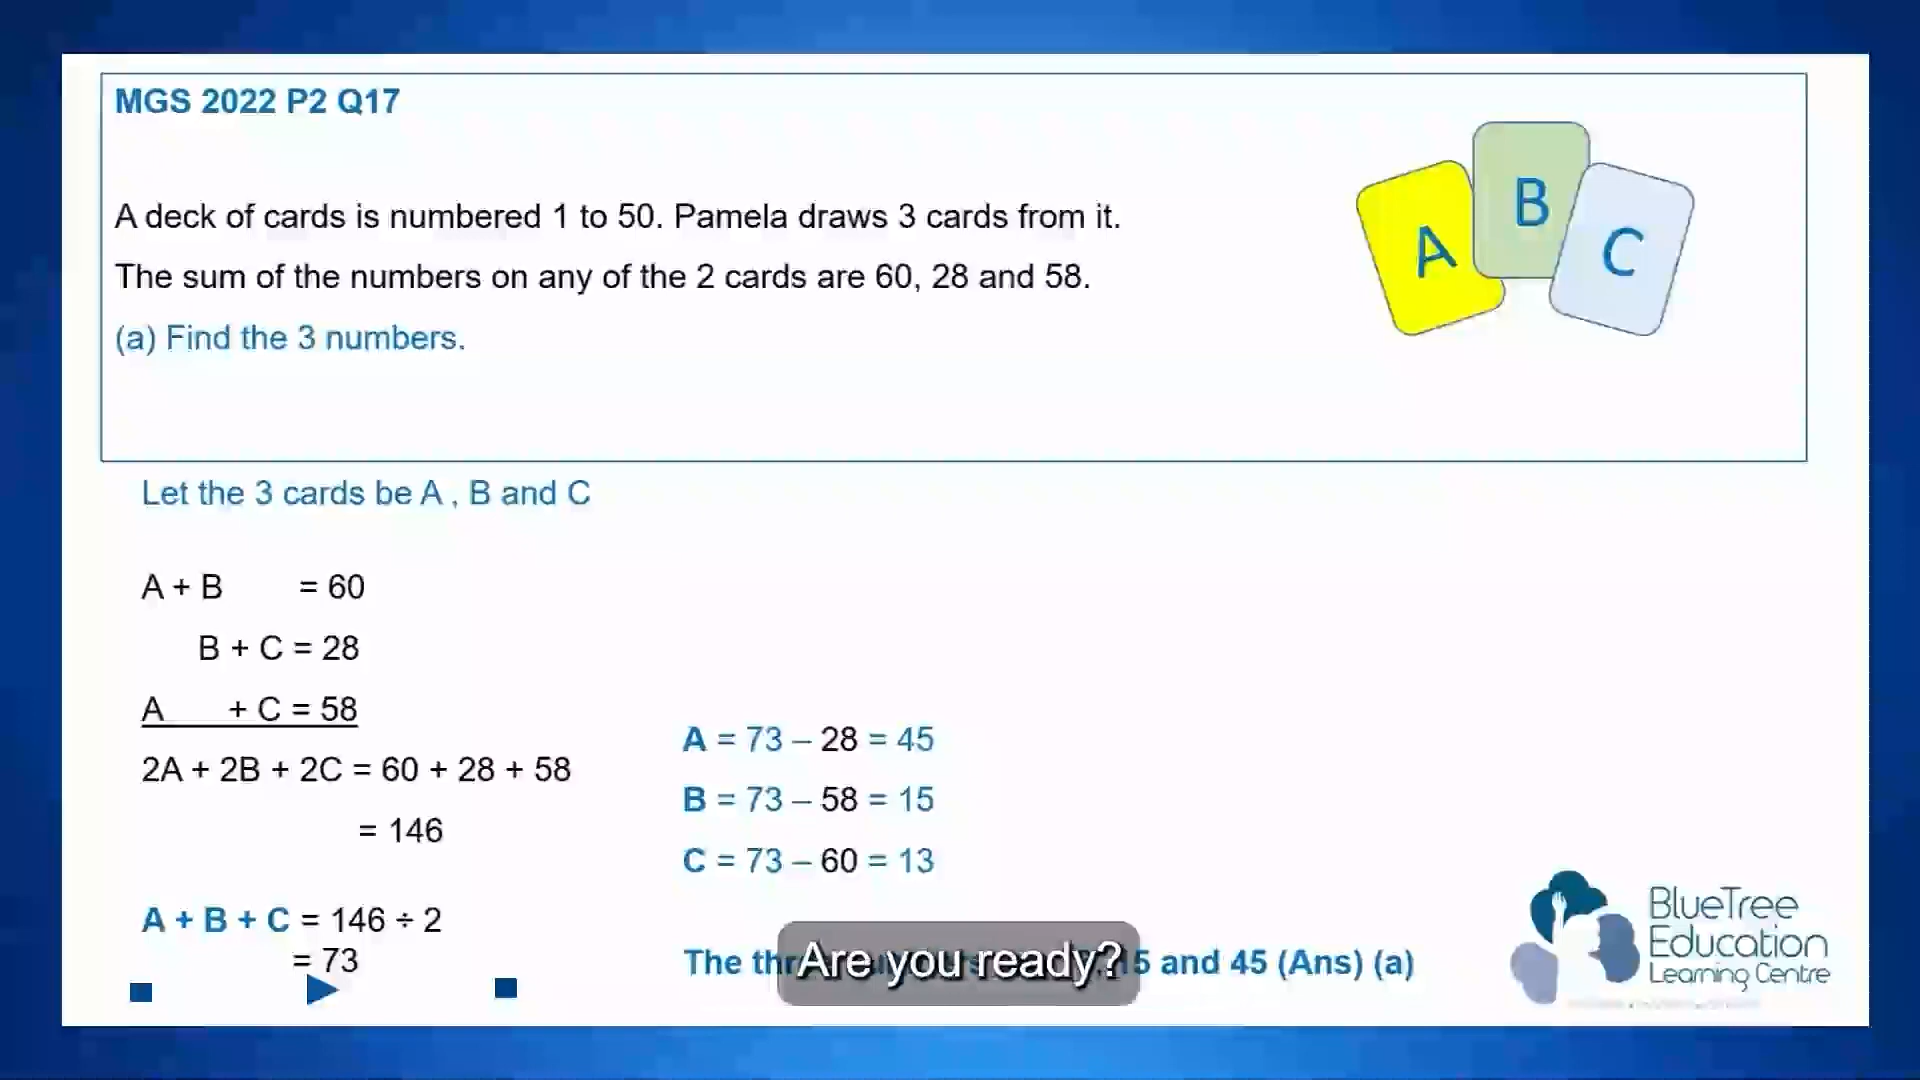 MGS 2022 P2 Q17
A deck of cards is numbered 1 to 50. Pamela draws 3 cards from it.
The sum of the numbers on any of the 2 cards are 60, 28 and 58.
(a) Find the 3 numbers.
A
B
C
Let the 3 cards be A , B and C
A + B = 60
B + C = 28
A + C = 58
2A + 2B + 2C = 60 + 28 + 58
= 146
A + B + C = 146 ÷ 2
= 73
A = 73 – 28 = 45
B = 73 – 58 = 15
C = 73 – 60 = 13
The 15 and 45 (Ans) (a)
Are you ready?
BlueTree
Education
Learning Centre